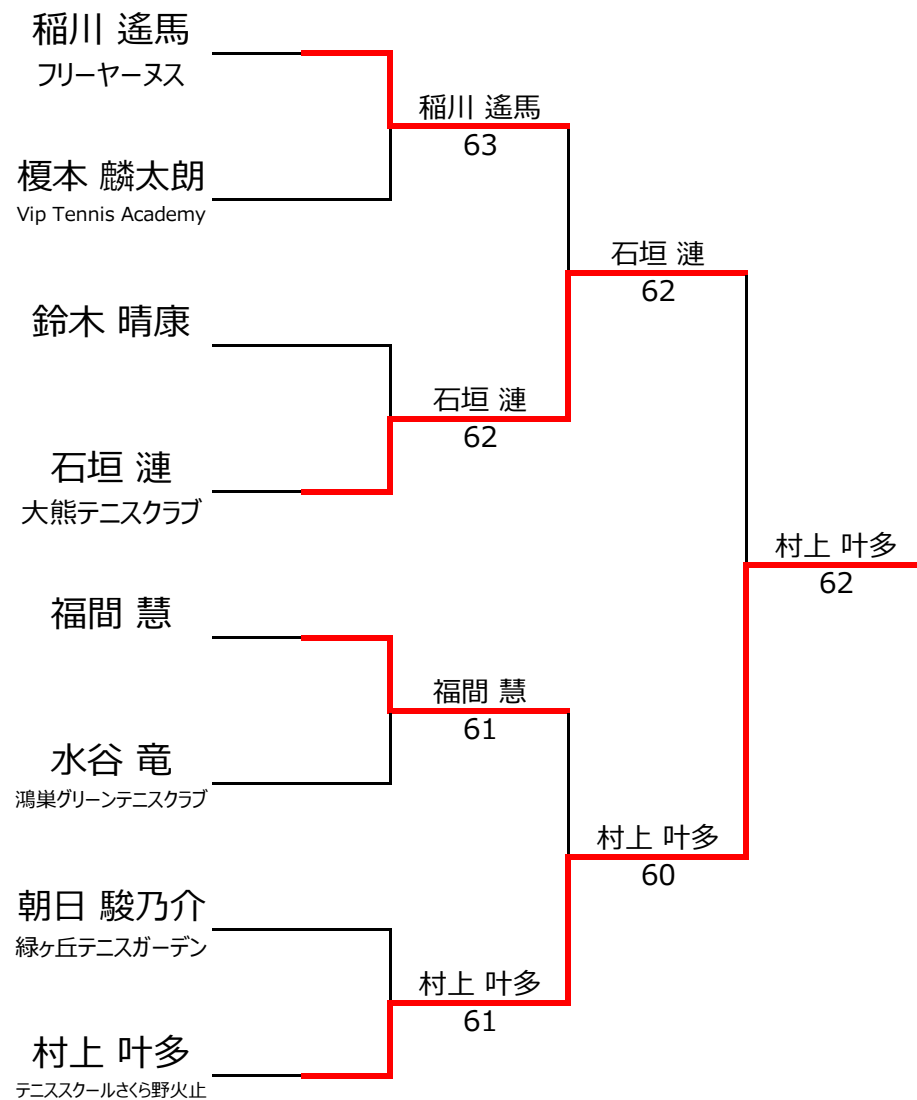 稲川 遙馬
フリーヤーヌス
榎本 麟太朗
Vip Tennis Academy
鈴木 晴康
石垣 漣
大熊テニスクラブ
福間 慧
水谷 竜
鴻巣グリーンテニスクラブ
朝日 駿乃介
緑ヶ丘テニスガーデン
村上 叶多
テニススクールさくら野火止
稲川 遙馬
63
石垣 漣
62
福間 慧
61
村上 叶多
61
石垣 漣
62
村上 叶多
60
村上 叶多
62